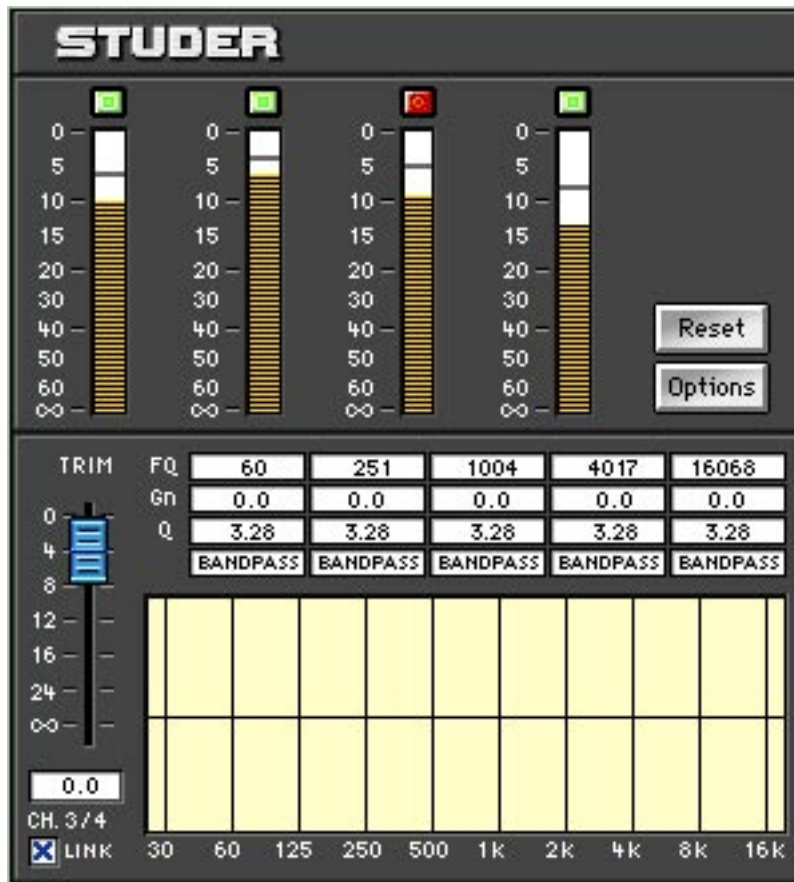 STUDER
0 0 0 0
5 5 5 5
10 10 10 10
15 15 15 15
20 20 20 20
30 30 30 30
40 40 40 40
50 50 50 50
60 60 60 60
∞ ∞ ∞ ∞
Reset
Options
TRIM
0
4
8
12
16
24
∞
0.0
CH. 3/4
LINK
FQ 60 251 1004 4017 16068
Gn 0.0 0.0 0.0 0.0 0.0
Q 3.28 3.28 3.28 3.28 3.28
BANDPASS BANDPASS BANDPASS BANDPASS BANDPASS
30 60 125 250 500 1k 2k 4k 8k 16k